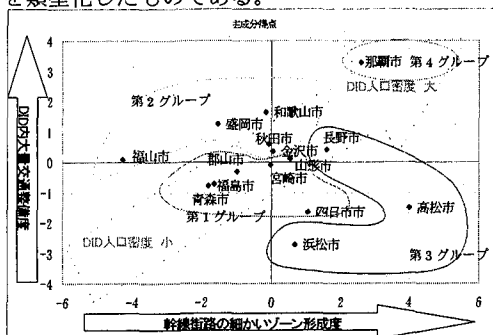 を類型化したものである。
主成分得点
那覇市 第4グループ
DID人口密度 大
第2グループ
和歌山市
盛岡市
秋田市
長野市
金沢市
福山市
郡山市
山形市
宮崎市
福島市
青森市
第1グループ
四日市市
高松市
DID人口密度 小
浜松市
第3グループ
4
3
2
1
0
-1
-2
-3
-4
-6
-4
-2
0
2
4
6
DID内大量交通整備度
幹線街路の細かいゾーン形成度